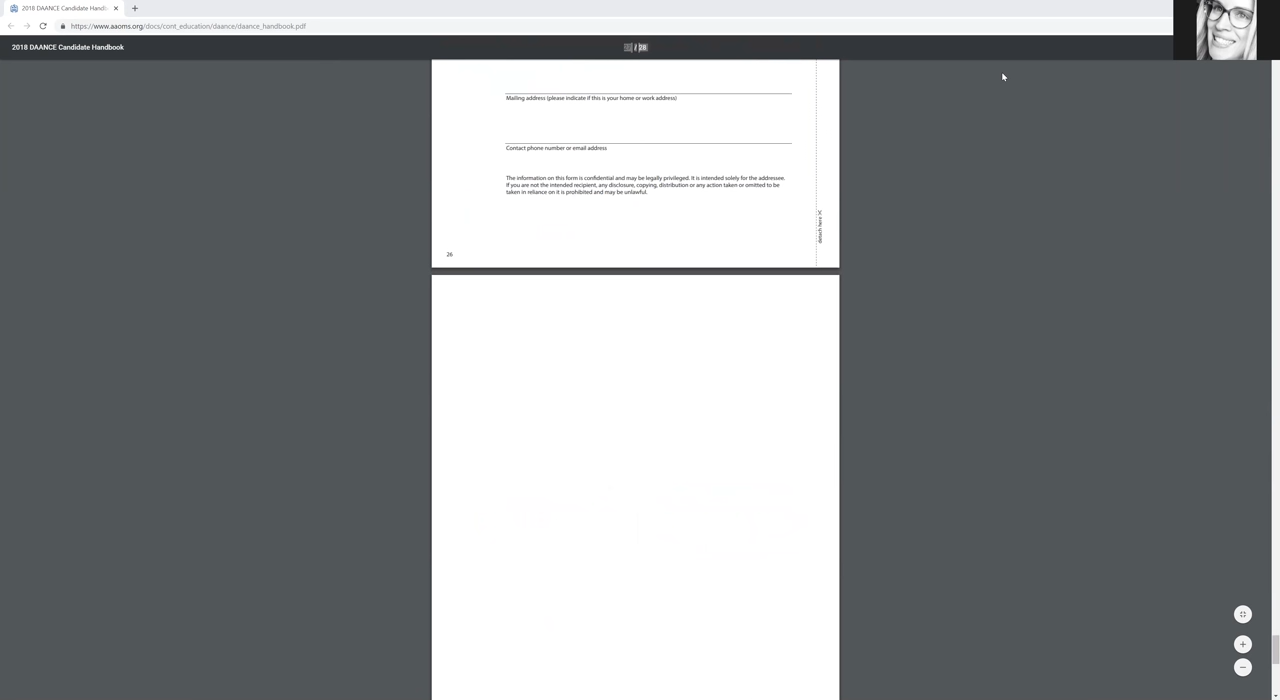 2018 DAANCE Candidate Handb
https://www.aaoms.org/docs/cont_education/daance/daance_handbook.pdf
2018 DAANCE Candidate Handbook
/ 28
Mailing address (please indicate if this is your home or work address)
Contact phone number or email address
The information on this form is confidential and may be legally privileged. It is intended solely for the addressee.
If you are not the intended recipient, any disclosure, copying, distribution or any action taken or omitted to be
taken in reliance on it is prohibited and may be unlawful.
detach here
26